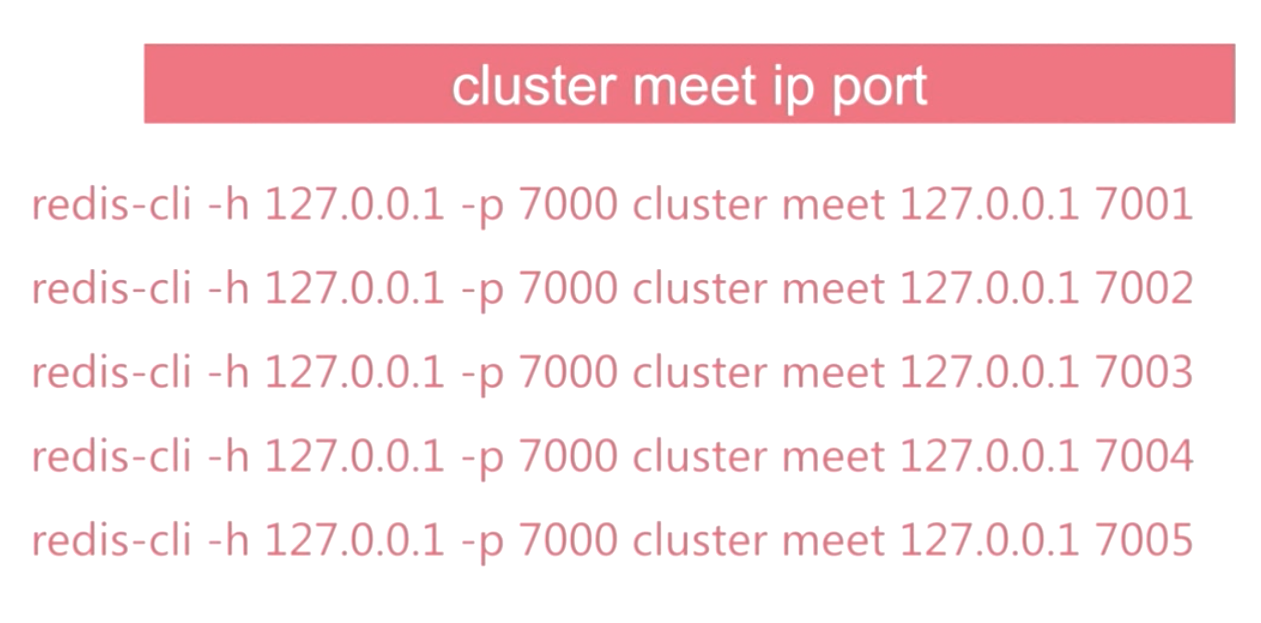 cluster meet ip port
redis-cli -h 127.0.0.1 -p 7000 cluster meet 127.0.0.1 7001
redis-cli -h 127.0.0.1 -p 7000 cluster meet 127.0.0.1 7002
redis-cli -h 127.0.0.1 -p 7000 cluster meet 127.0.0.1 7003
redis-cli -h 127.0.0.1 -p 7000 cluster meet 127.0.0.1 7004
redis-cli -h 127.0.0.1 -p 7000 cluster meet 127.0.0.1 7005